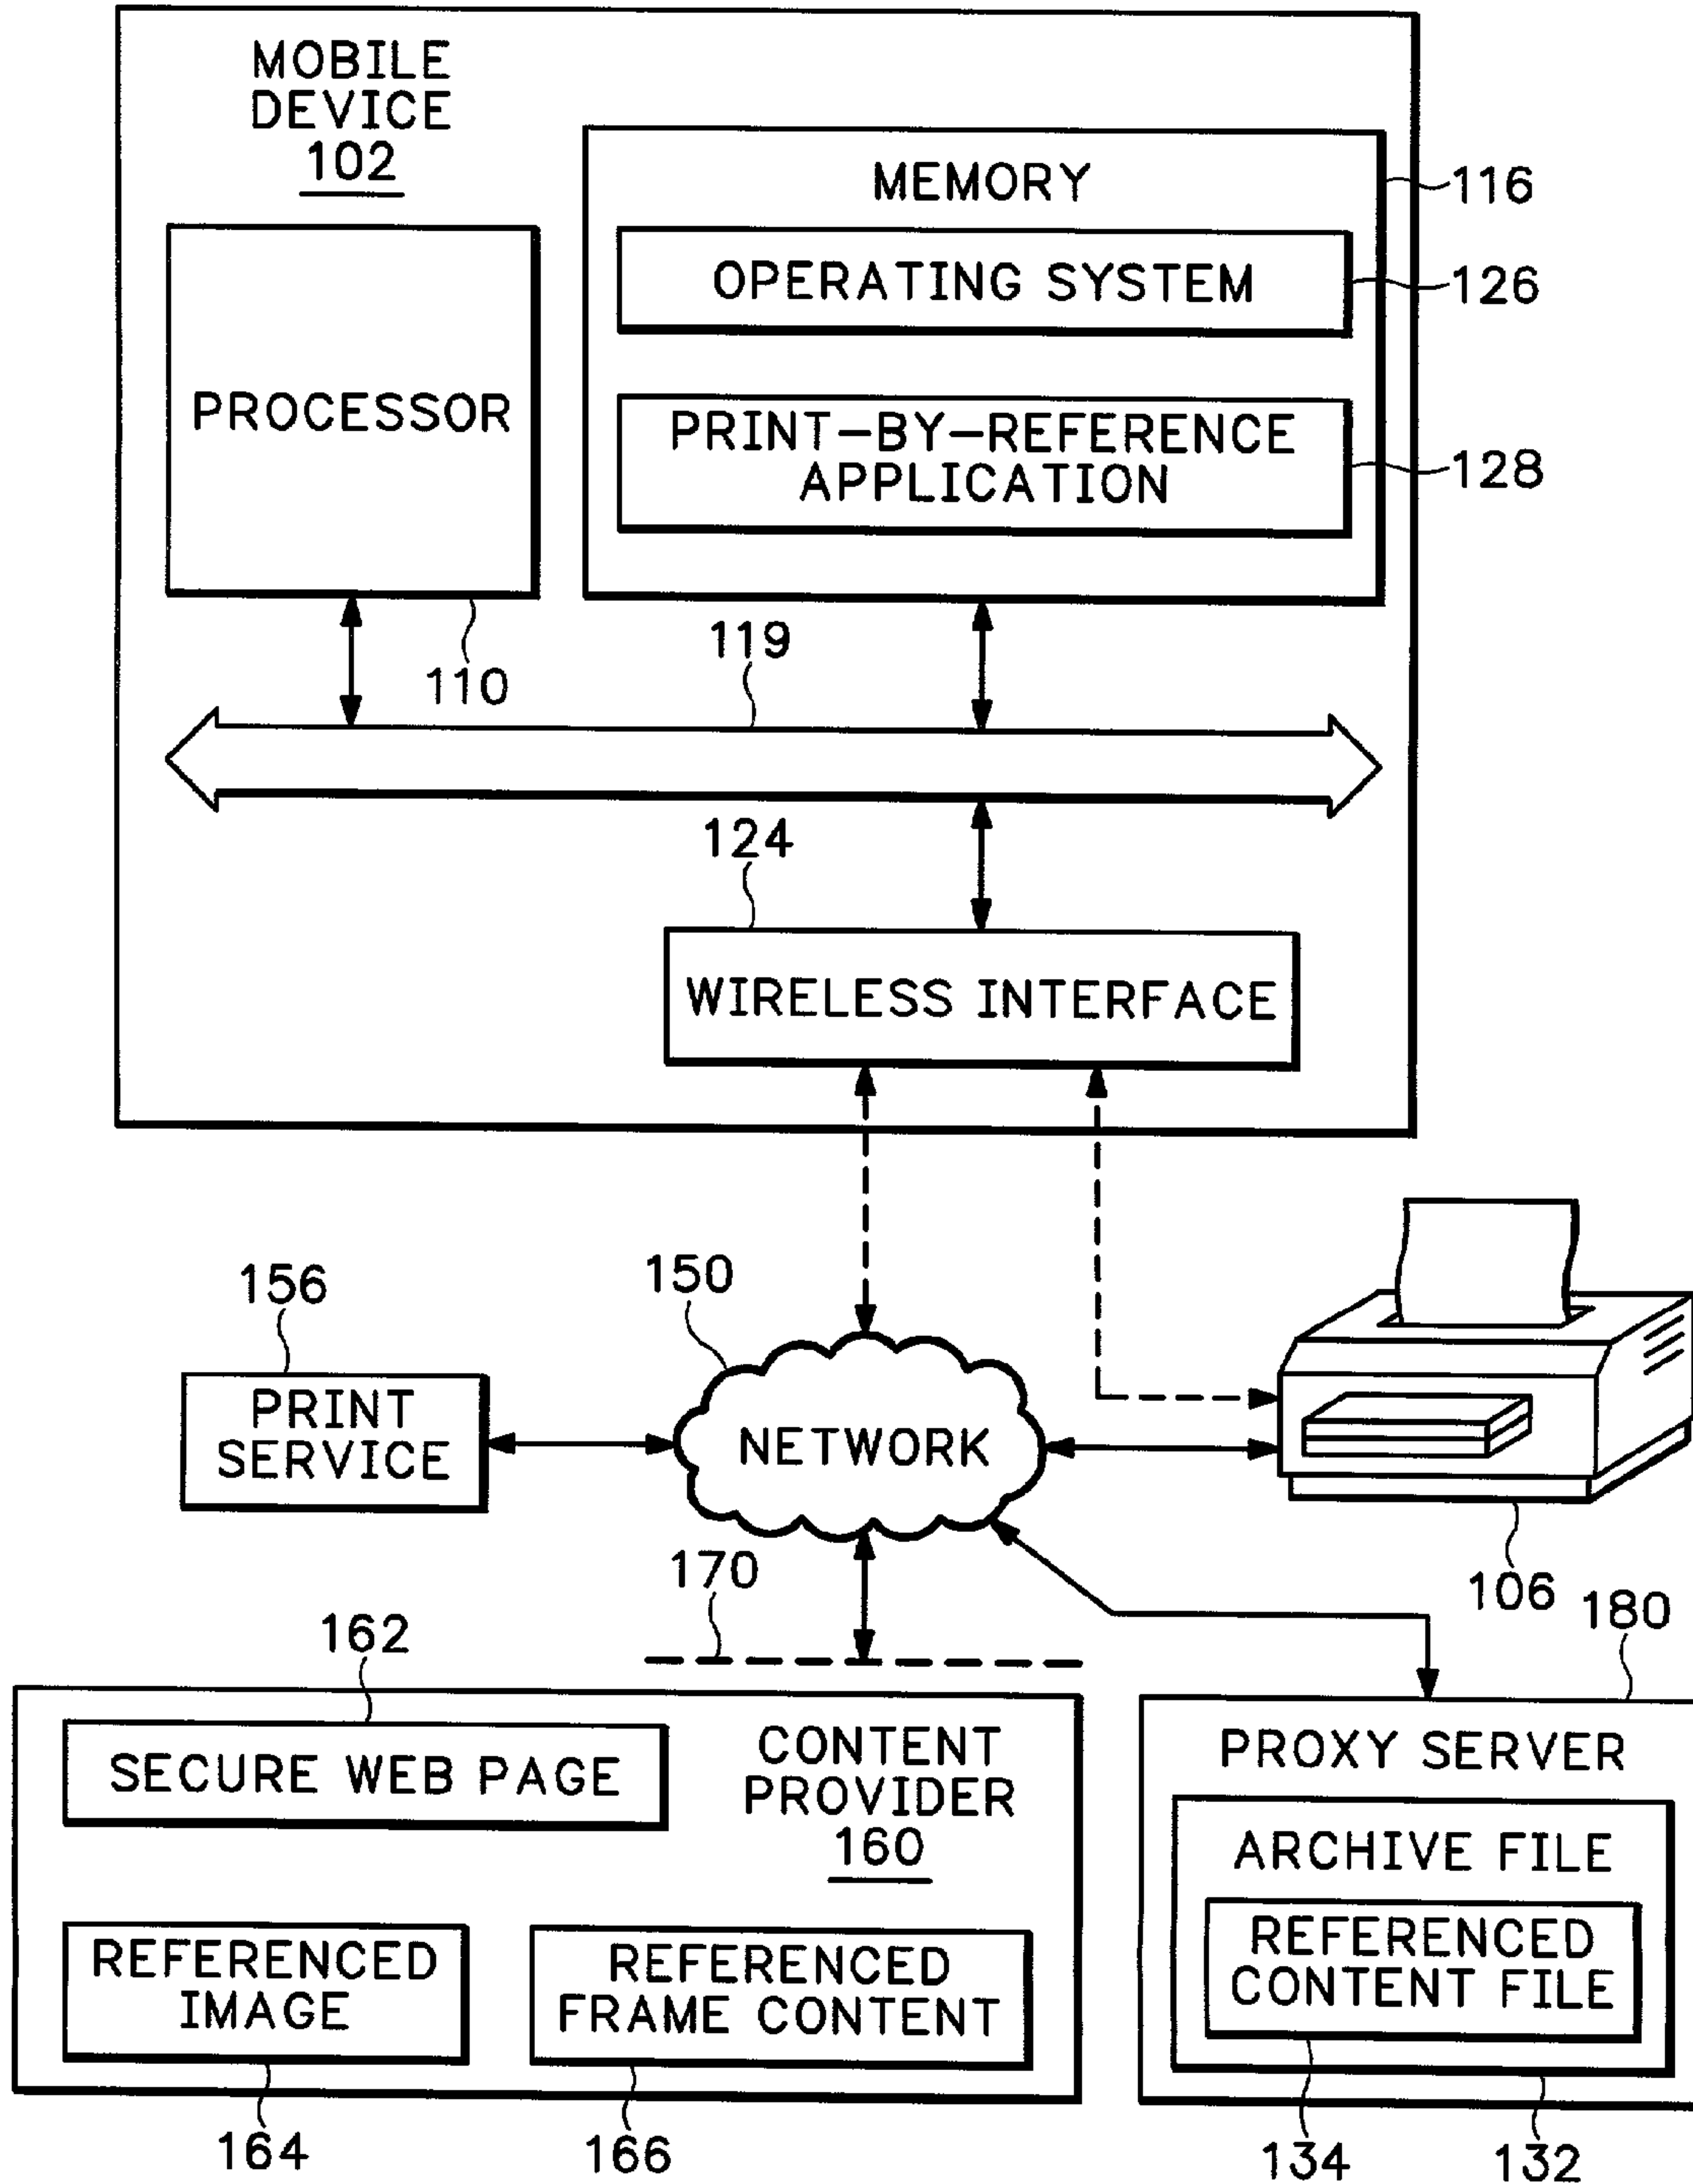 MOBILE
DEVICE
102
MEMORY
116
OPERATING SYSTEM
126
PROCESSOR
PRINT-BY-REFERENCE
APPLICATION
128
119
110
124
WIRELESS INTERFACE
156
150
PRINT
SERVICE
NETWORK
106
170
180
162
SECURE WEB PAGE
CONTENT
PROVIDER
160
PROXY SERVER
ARCHIVE FILE
REFERENCED
IMAGE
REFERENCED
FRAME CONTENT
REFERENCED
CONTENT FILE
164
166
134
132